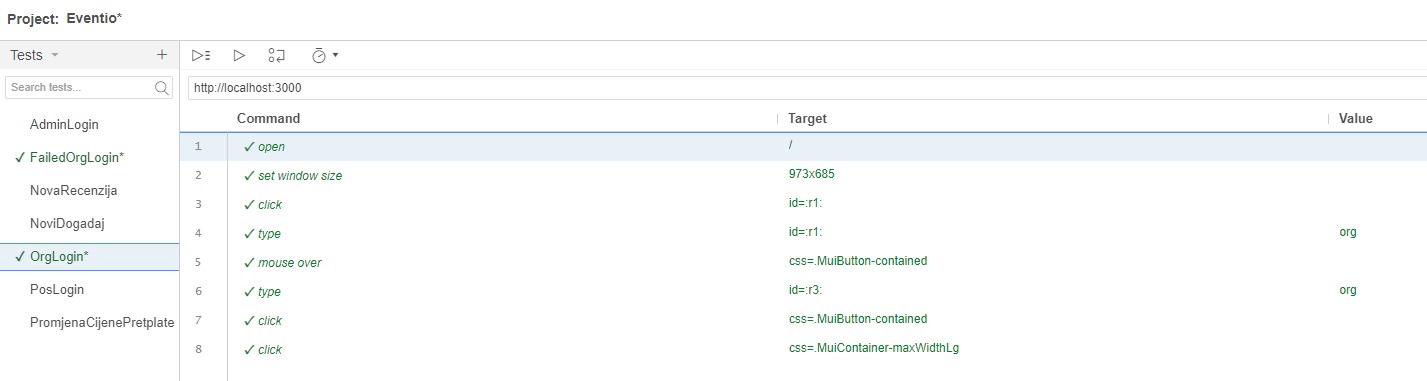 Project: Eventio*
Tests
Search tests...
AdminLogin
✓ FailedOrgLogin*
NovaRecenzija
NoviDogadaj
✓ OrgLogin*
PosLogin
PromjenaCijenePretplate
http://localhost:3000
Command Target Value
1 ✓ open /
2 ✓ set window size 973x685
3 ✓ click id=:r1:
4 ✓ type id=:r1: org
5 ✓ mouse over css=.MuiButton-contained
6 ✓ type id=:r3: org
7 ✓ click css=.MuiButton-contained
8 ✓ click css=.MuiContainer-maxWidthLg